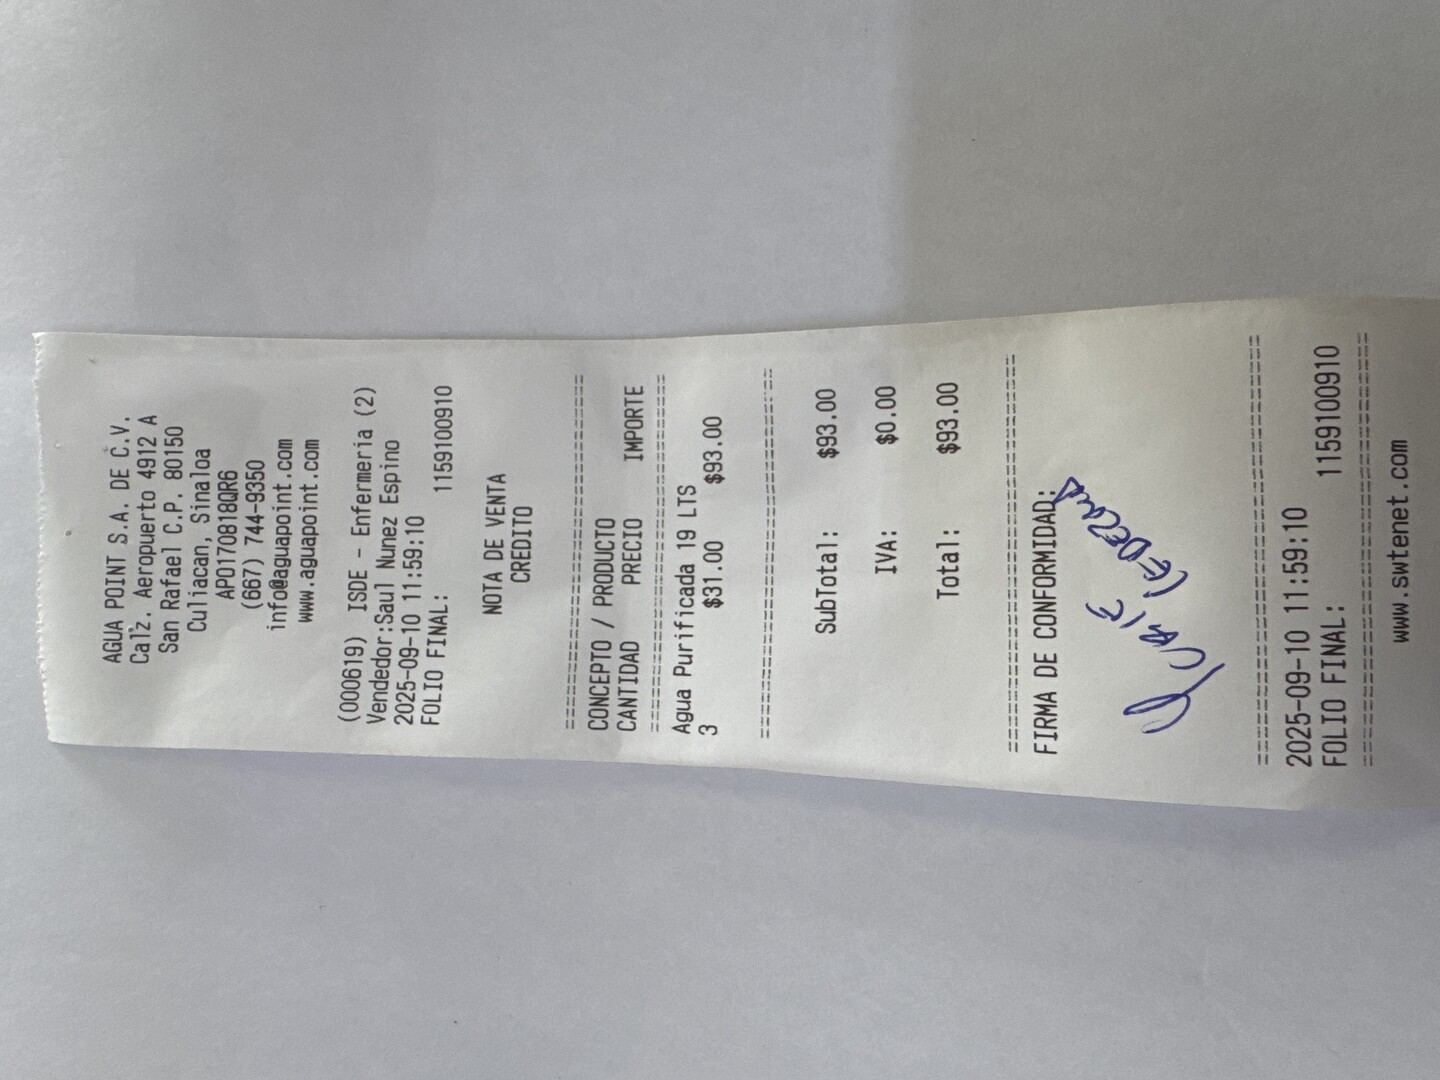 AGUA POINT S.A. DE C.V.
Calz. Aeropuerto 4912 A
San Rafael C.P. 80150
Culiacan, Sinaloa
APO170818QR6
(667) 744-9350
info@aguapoint.com
www.aguapoint.com
(000619) ISDE - Enfermeria (2)
Vendedor:Saul Nunez Espino
2025-09-10 11:59:10
FOLIO FINAL: 1159100910
NOTA DE VENTA
CREDITO
================================
CONCEPTO / PRODUCTO
CANTIDAD PRECIO IMPORTE
================================
Agua Purificada 19 LTS
3 $31.00 $93.00
================================
SubTotal: $93.00
IVA: $0.00
Total: $93.00
================================
FIRMA DE CONFORMIDAD:
================================
2025-09-10 11:59:10
FOLIO FINAL: 1159100910
================================
www.swtenet.com